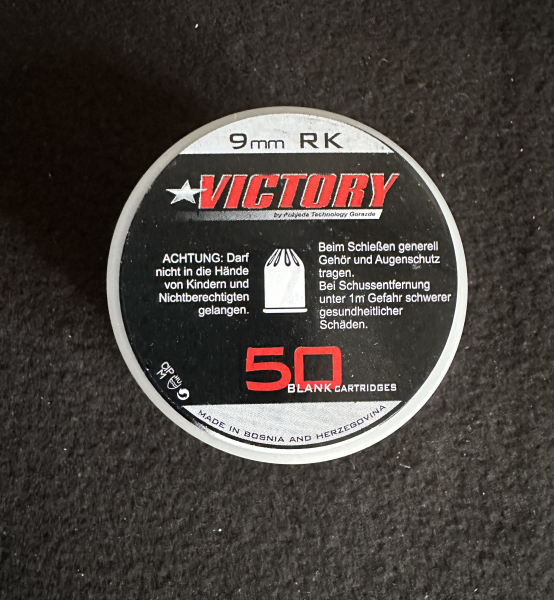 9mm RK
VICTORY
by Pobjeda Technology Gorazde
ACHTUNG: Darf
nicht in die Hände
von Kindern und
Nichtberechtigten
gelangen.
Beim Schießen generell
Gehör und Augenschutz
tragen.
Bei Schussentfernung
unter 1m Gefahr schwerer
gesundheitlicher
Schäden.
50
BLANK CARTRIDGES
MADE IN BOSNIA AND HERZEGOVINA